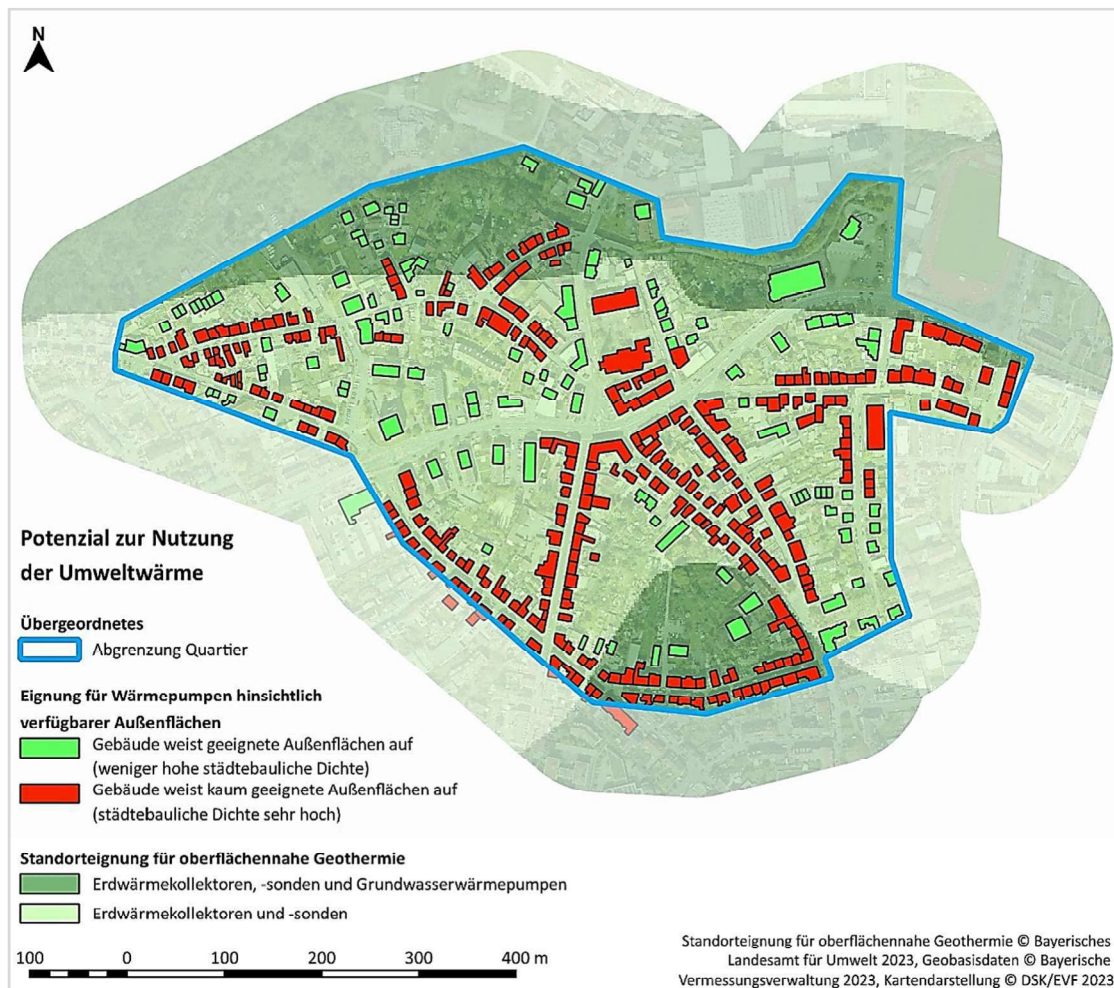 N
Potenzial zur Nutzung
der Umweltwärme
Übergeordnetes
Abgrenzung Quartier
Eignung für Wärmepumpen hinsichtlich
verfügbarer Außenflächen
Gebäude weist geeignete Außenflächen auf
(weniger hohe städtebauliche Dichte)
Gebäude weist kaum geeignete Außenflächen auf
(städtebauliche Dichte sehr hoch)
Standorteignung für oberflächennahe Geothermie
Erdwärmekollektoren, -sonden und Grundwasserwärmepumpen
Erdwärmekollektoren und -sonden
100 0 100 200 300 400 m
Standorteignung für oberflächennahe Geothermie © Bayerisches
Landesamt für Umwelt 2023, Geobasisdaten © Bayerische
Vermessungsverwaltung 2023, Kartendarstellung © DSK/EVF 2023